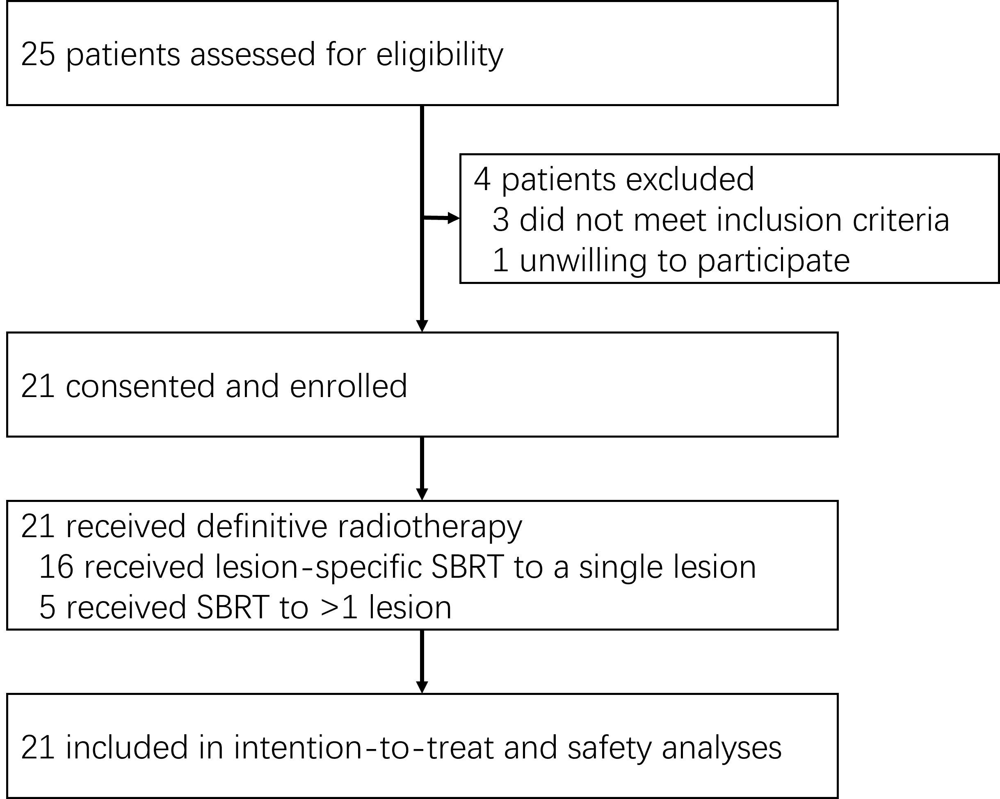 25 patients assessed for eligibility
4 patients excluded
3 did not meet inclusion criteria
1 unwilling to participate
21 consented and enrolled
21 received definitive radiotherapy
16 received lesion-specific SBRT to a single lesion
5 received SBRT to >1 lesion
21 included in intention-to-treat and safety analyses